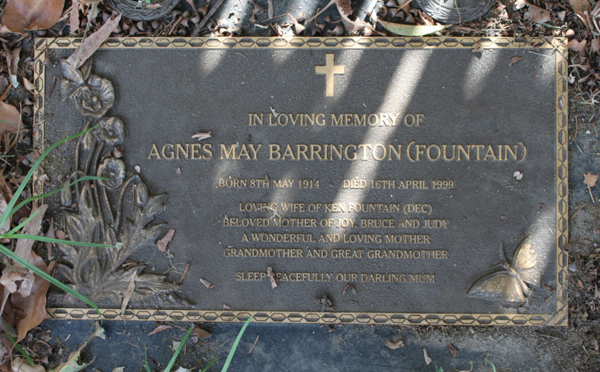 IN LOVING MEMORY OF
AGNES MAY BARRINGTON (FOUNTAIN)
BORN 8TH MAY 1914 DIED 16TH APRIL 1999
LOVING WIFE OF KEN FOUNTAIN (DEC)
BELOVED MOTHER OF JOY, BRUCE AND JUDY
A WONDERFUL AND LOVING MOTHER
GRANDMOTHER AND GREAT GRANDMOTHER
SLEEP PEACEFULLY OUR DARLING MUM